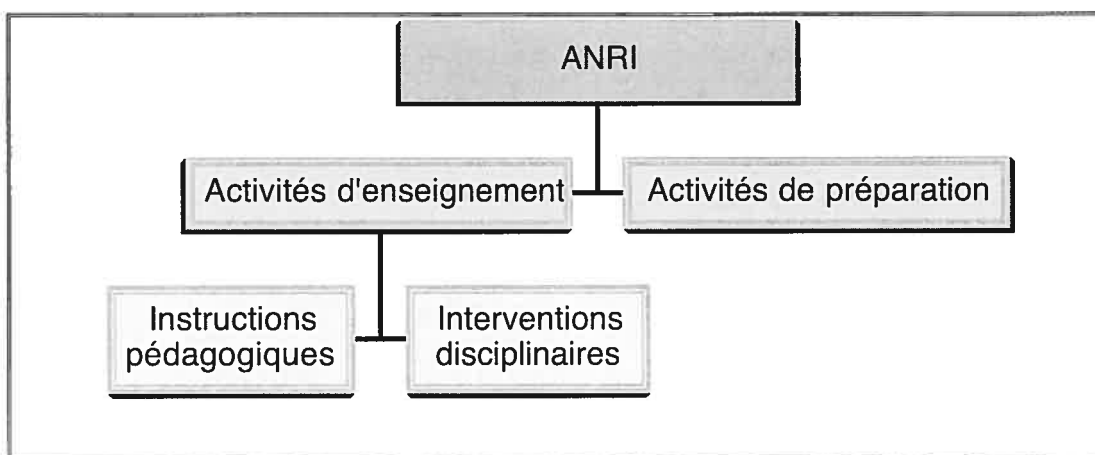 ANRI
Activités d'enseignement
Activités de préparation
Instructions
pédagogiques
Interventions
disciplinaires